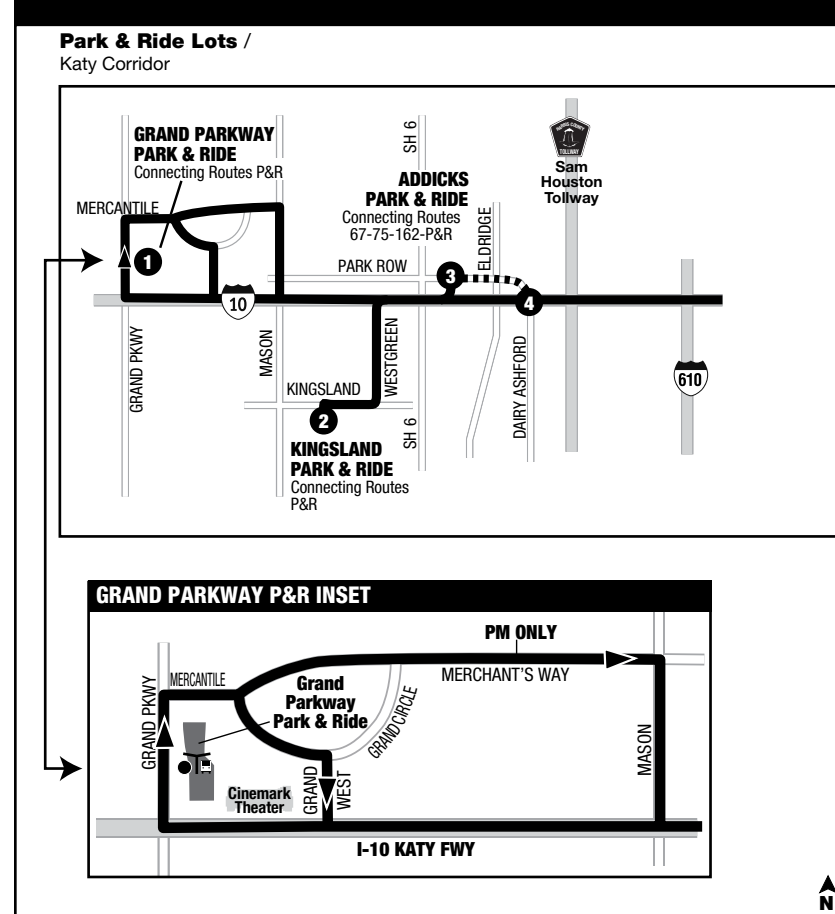 Park & Ride Lots /
Katy Corridor
GRAND PARKWAY
PARK & RIDE
Connecting Routes P&R
MERCANTILE
1
SH 6
ADDICKS
PARK & RIDE
Connecting Routes
67-75-162-P&R
HARRIS COUNTY
TOLLWAY
Sam
Houston
Tollway
ELDRIDGE
PARK ROW
3
4
10
GRAND PKWY
MASON
WESTGREEN
KINGSLAND
2
SH 6
DAIRY ASHFORD
610
KINGSLAND
PARK & RIDE
Connecting Routes
P&R
GRAND PARKWAY P&R INSET
PM ONLY
MERCHANT'S WAY
MERCANTILE
GRAND PKWY
Grand
Parkway
Park & Ride
GRAND CIRCLE
MASON
Cinemark
Theater
GRAND
WEST
I-10 KATY FWY
N